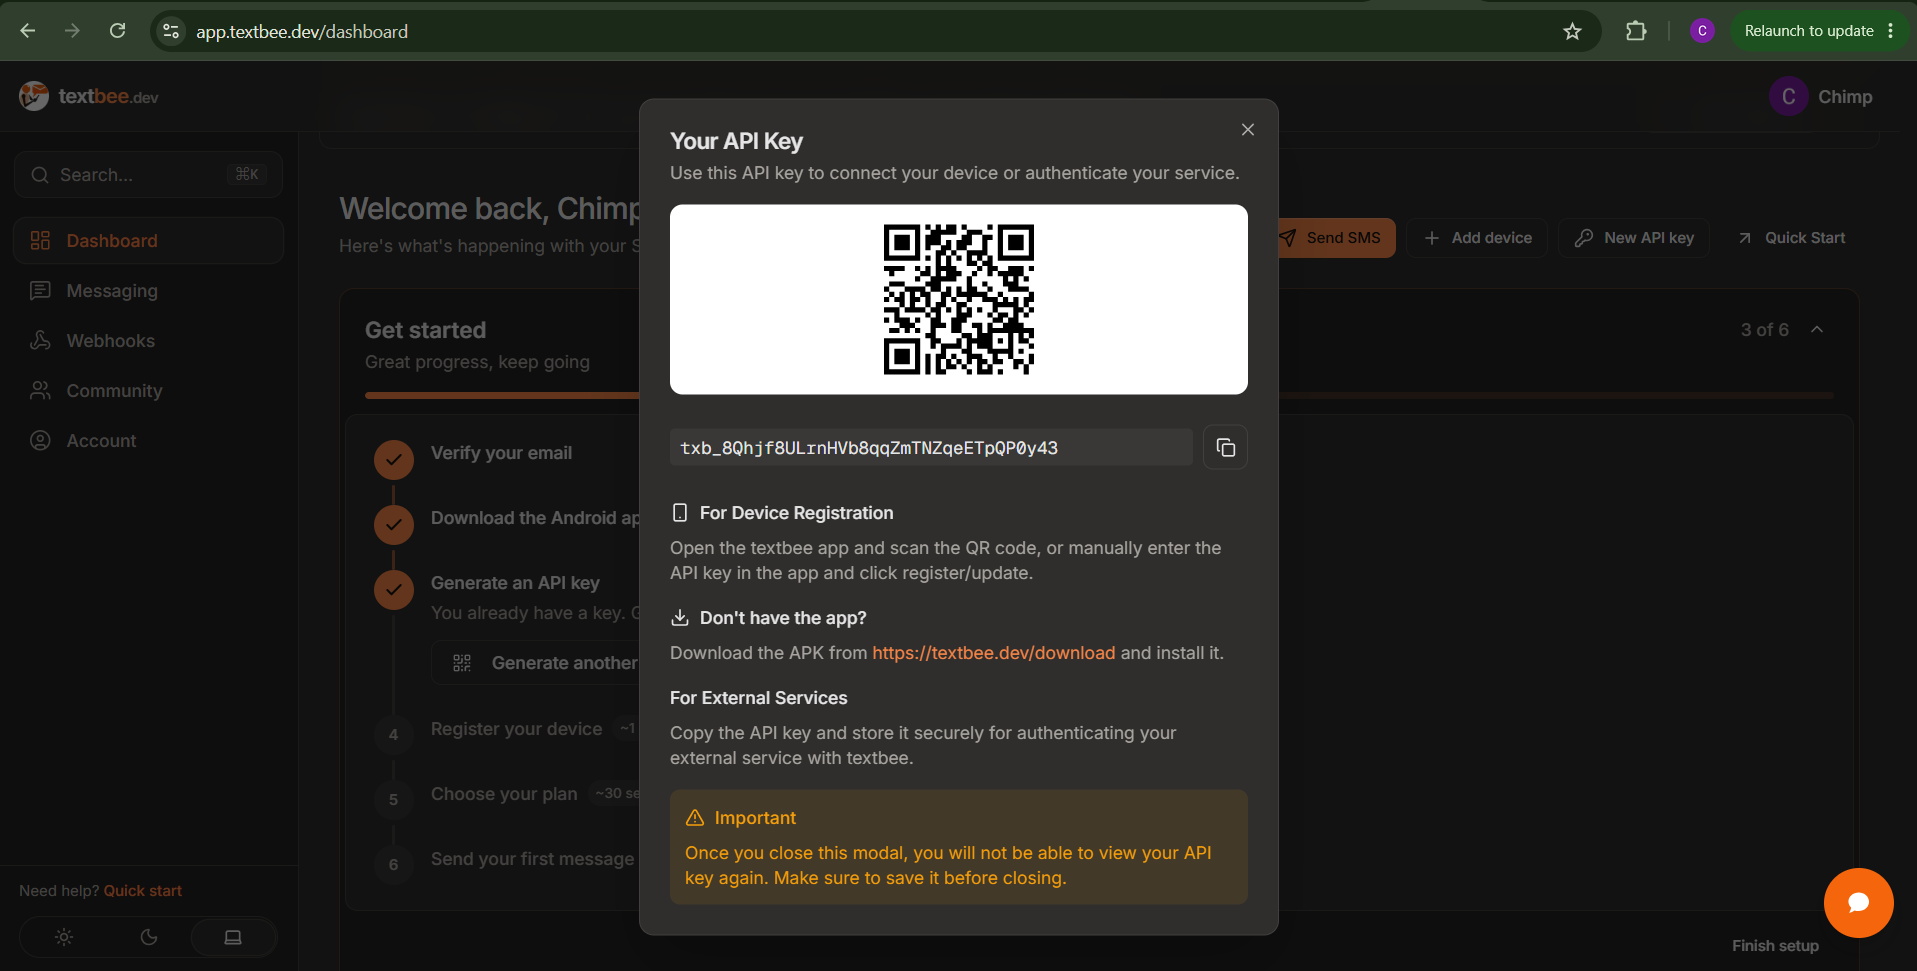 app.textbee.dev/dashboard
C
Relaunch to update
textbee.dev
C
Chimp
Search...
⌘K
Dashboard
Messaging
Webhooks
Community
Account
Need help? Quick start
Welcome back, Chimp
Here's what's happening with your S
Send SMS
Add device
New API key
Quick Start
Get started
3 of 6
Great progress, keep going
Verify your email
Download the Android ap
Generate an API key
You already have a key. G
Generate another
4
Register your device
~1
5
Choose your plan
~30 se
6
Send your first message
Finish setup
Your API Key
Use this API key to connect your device or authenticate your service.
txb_8Qhjf8ULrnHVb8qqZmTNZqeETpQP0y43
For Device Registration
Open the textbee app and scan the QR code, or manually enter the
API key in the app and click register/update.
Don't have the app?
Download the APK from https://textbee.dev/download and install it.
For External Services
Copy the API key and store it securely for authenticating your
external service with textbee.
Important
Once you close this modal, you will not be able to view your API
key again. Make sure to save it before closing.